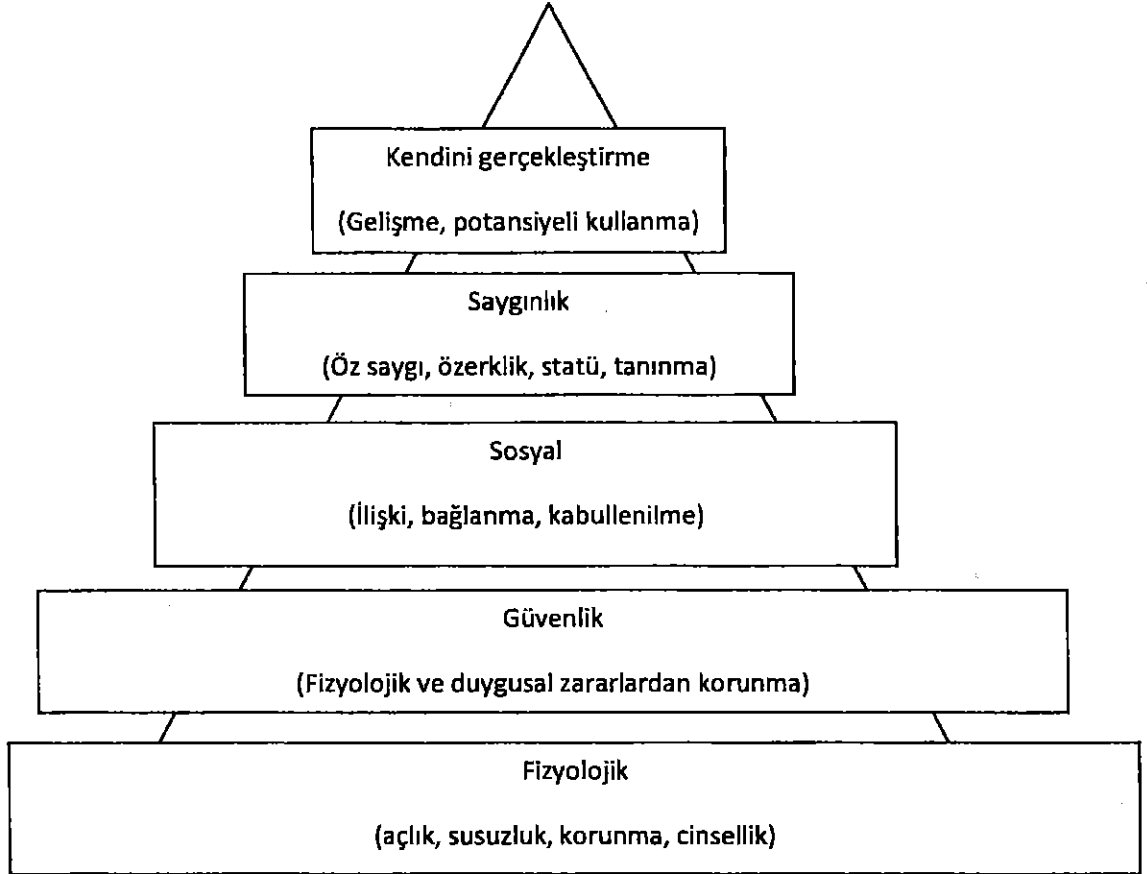 Kendini gerçekleştirme
(Gelişme, potansiyeli kullanma)
Saygınlık
(Öz saygı, özerklik, statü, tanınma)
Sosyal
(İlişki, bağlanma, kabullenilme)
Güvenlik
(Fizyolojik ve duygusal zararlardan korunma)
Fizyolojik
(açlık, susuzluk, korunma, cinsellik)